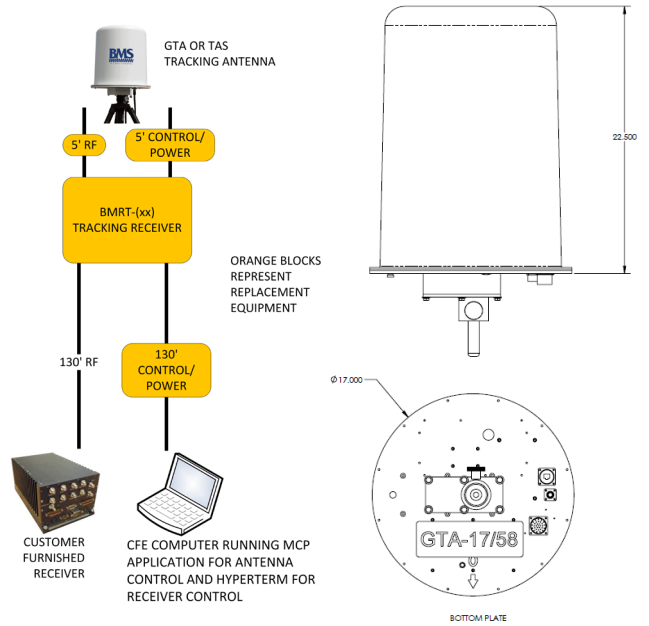 BMS
GTA OR TAS
TRACKING ANTENNA
5' RF
5' CONTROL/
POWER
BMRT-(xx)
TRACKING RECEIVER
ORANGE BLOCKS
REPRESENT
REPLACEMENT
EQUIPMENT
130' RF
130'
CONTROL/
POWER
CUSTOMER
FURNISHED
RECEIVER
CFE COMPUTER RUNNING MCP
APPLICATION FOR ANTENNA
CONTROL AND HYPERTERM FOR
RECEIVER CONTROL
22.500
Ø17.000
GTA-17/58
0
BOTTOM PLATE